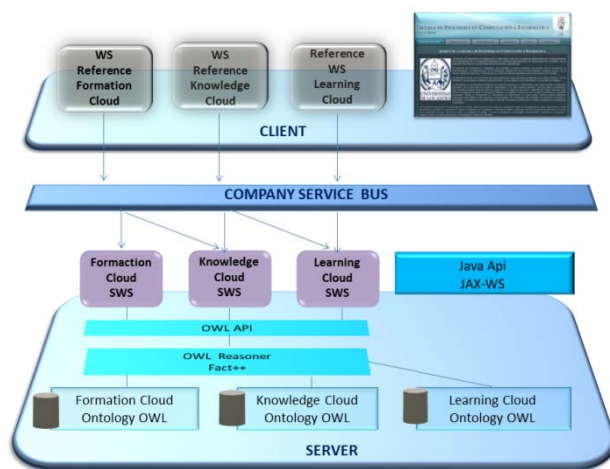 WS
Reference
Formation
Cloud
WS
Reference
Knowledge
Cloud
Reference
WS
Learning
Cloud
CLIENT
COMPANY SERVICE BUS
Formaction
Cloud
SWS
Knowledge
Cloud
SWS
Learning
Cloud
SWS
Java Api
JAX-WS
OWL API
OWL Reasoner
Fact++
Formation Cloud
Ontology OWL
Knowledge Cloud
Ontology OWL
Learning Cloud
Ontology OWL
SERVER